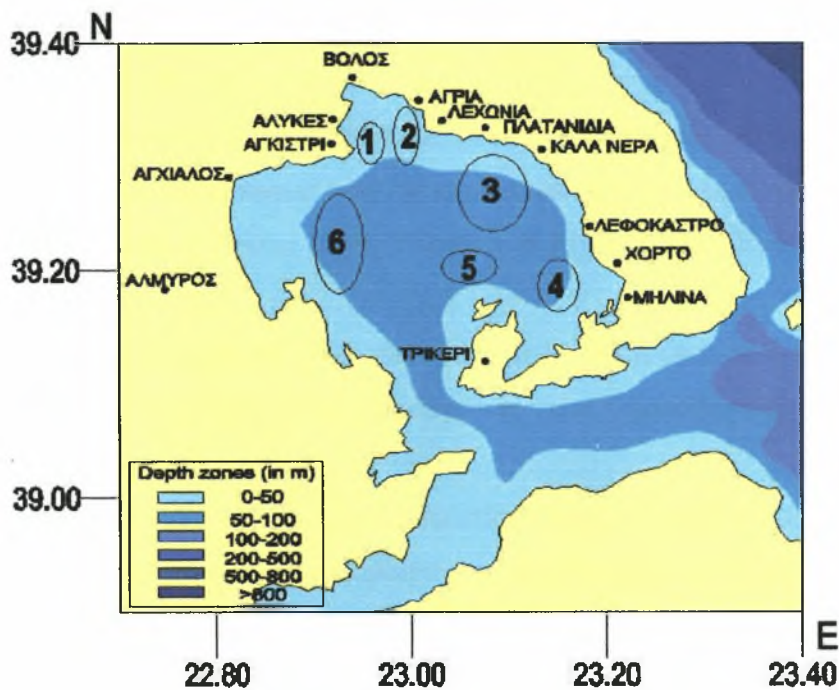 39.40 N
ΒΟΛΟΣ
ΑΓΡΙΑ
ΛΕΧΩΝΙΑ
ΑΛΥΚΕΣ
ΠΛΑΤΑΝΙΔΙΑ
ΑΓΚΙΣΤΡΙ
1
2
ΚΑΛΑ ΝΕΡΑ
ΑΓΧΙΑΛΟΣ
3
ΛΕΦΟΚΑΣΤΡΟ
6
ΧΟΡΤΟ
39.20
5
ΑΛΜΥΡΟΣ
4
ΜΗΛΙΝΑ
ΤΡΙΚΕΡΙ
Depth zones (in m)
39.00
0-50
50-100
100-200
200-500
500-800
>800
E
22.80 23.00 23.20 23.40